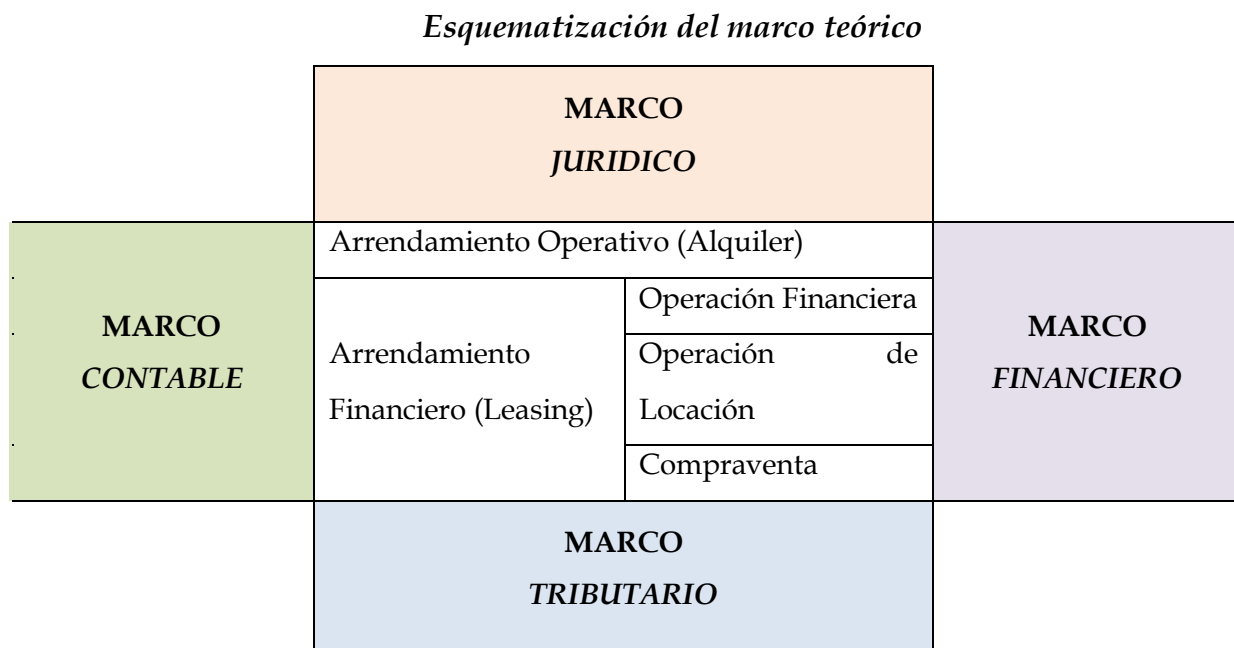 Esquematización del marco teórico
MARCO
JURIDICO
Arrendamiento Operativo (Alquiler)
MARCO
CONTABLE
Arrendamiento
Financiero (Leasing)
Operación Financiera
Operación de
Locación
Compraventa
MARCO
FINANCIERO
MARCO
TRIBUTARIO